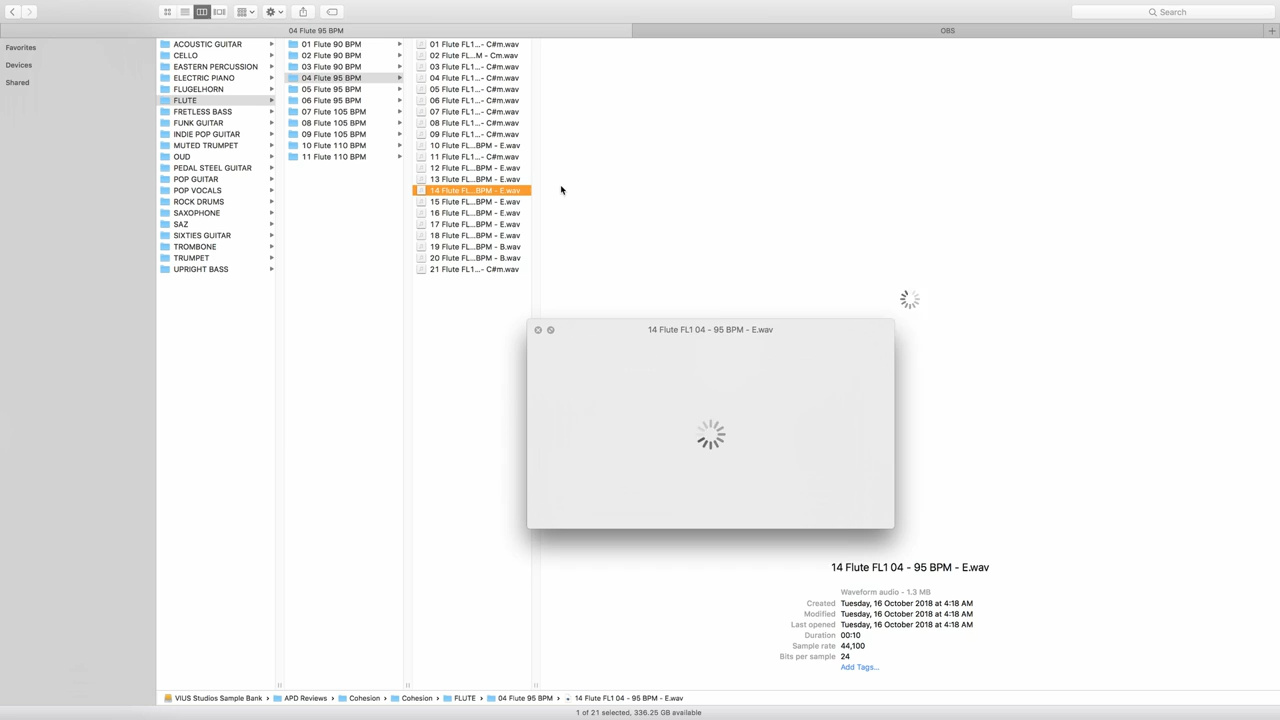 Search
04 Flute 95 BPM
OBS
Favorites
Devices
Shared
ACOUSTIC GUITAR
CELLO
EASTERN PERCUSSION
ELECTRIC PIANO
FLUGELHORN
FLUTE
FRETLESS BASS
FUNK GUITAR
INDIE POP GUITAR
MUTED TRUMPET
OUD
PEDAL STEEL GUITAR
POP GUITAR
POP VOCALS
ROCK DRUMS
SAXOPHONE
SAZ
SIXTIES GUITAR
TROMBONE
TRUMPET
UPRIGHT BASS
01 Flute 90 BPM
02 Flute 90 BPM
03 Flute 90 BPM
04 Flute 95 BPM
05 Flute 95 BPM
06 Flute 95 BPM
07 Flute 105 BPM
08 Flute 105 BPM
09 Flute 105 BPM
10 Flute 110 BPM
11 Flute 110 BPM
01 Flute FL1...- C#m.wav
02 Flute FL...M - Cm.wav
03 Flute FL1...- C#m.wav
04 Flute FL1...- C#m.wav
05 Flute FL1...- C#m.wav
06 Flute FL1...- C#m.wav
07 Flute FL1...- C#m.wav
08 Flute FL1...- C#m.wav
09 Flute FL1...- C#m.wav
10 Flute FL...BPM - E.wav
11 Flute FL1...- C#m.wav
12 Flute FL...BPM - E.wav
13 Flute FL...BPM - E.wav
14 Flute FL...BPM - E.wav
15 Flute FL...BPM - E.wav
16 Flute FL...BPM - E.wav
17 Flute FL...BPM - E.wav
18 Flute FL...BPM - E.wav
19 Flute FL...BPM - B.wav
20 Flute FL...BPM - B.wav
21 Flute FL1...- C#m.wav
14 Flute FL1 04 - 95 BPM - E.wav
14 Flute FL1 04 - 95 BPM - E.wav
Waveform audio - 1.3 MB
Created Tuesday, 16 October 2018 at 4:18 AM
Modified Tuesday, 16 October 2018 at 4:18 AM
Last opened Tuesday, 16 October 2018 at 4:18 AM
Duration 00:10
Sample rate 44,100
Bits per sample 24
Add Tags...
VIUS Studios Sample Bank APD Reviews Cohesion Cohesion FLUTE 04 Flute 95 BPM 14 Flute FL1 04 - 95 BPM - E.wav
1 of 21 selected, 336.25 GB available